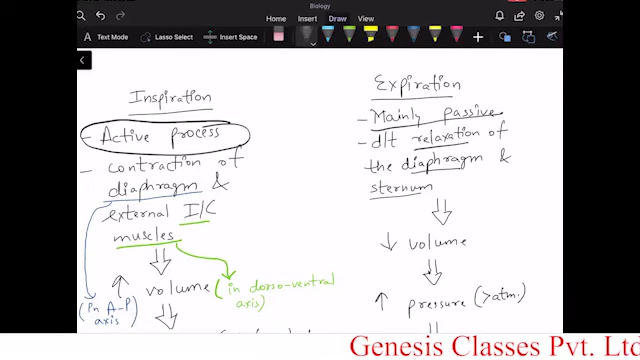 Biology
Home Insert Draw View
Text Mode Lasso Select Insert Space
Inspiration
- Active process
- contraction of
diaphragm &
external I/C
muscles
↑ volume (in dorso-ventral
axis)
(In A-P
axis)
Expiration
- Mainly passive
- d/t relaxation of
the diaphragm &
sternum
↓ volume
↑ pressure (>atm.)
Genesis Classes Pvt. Ltd